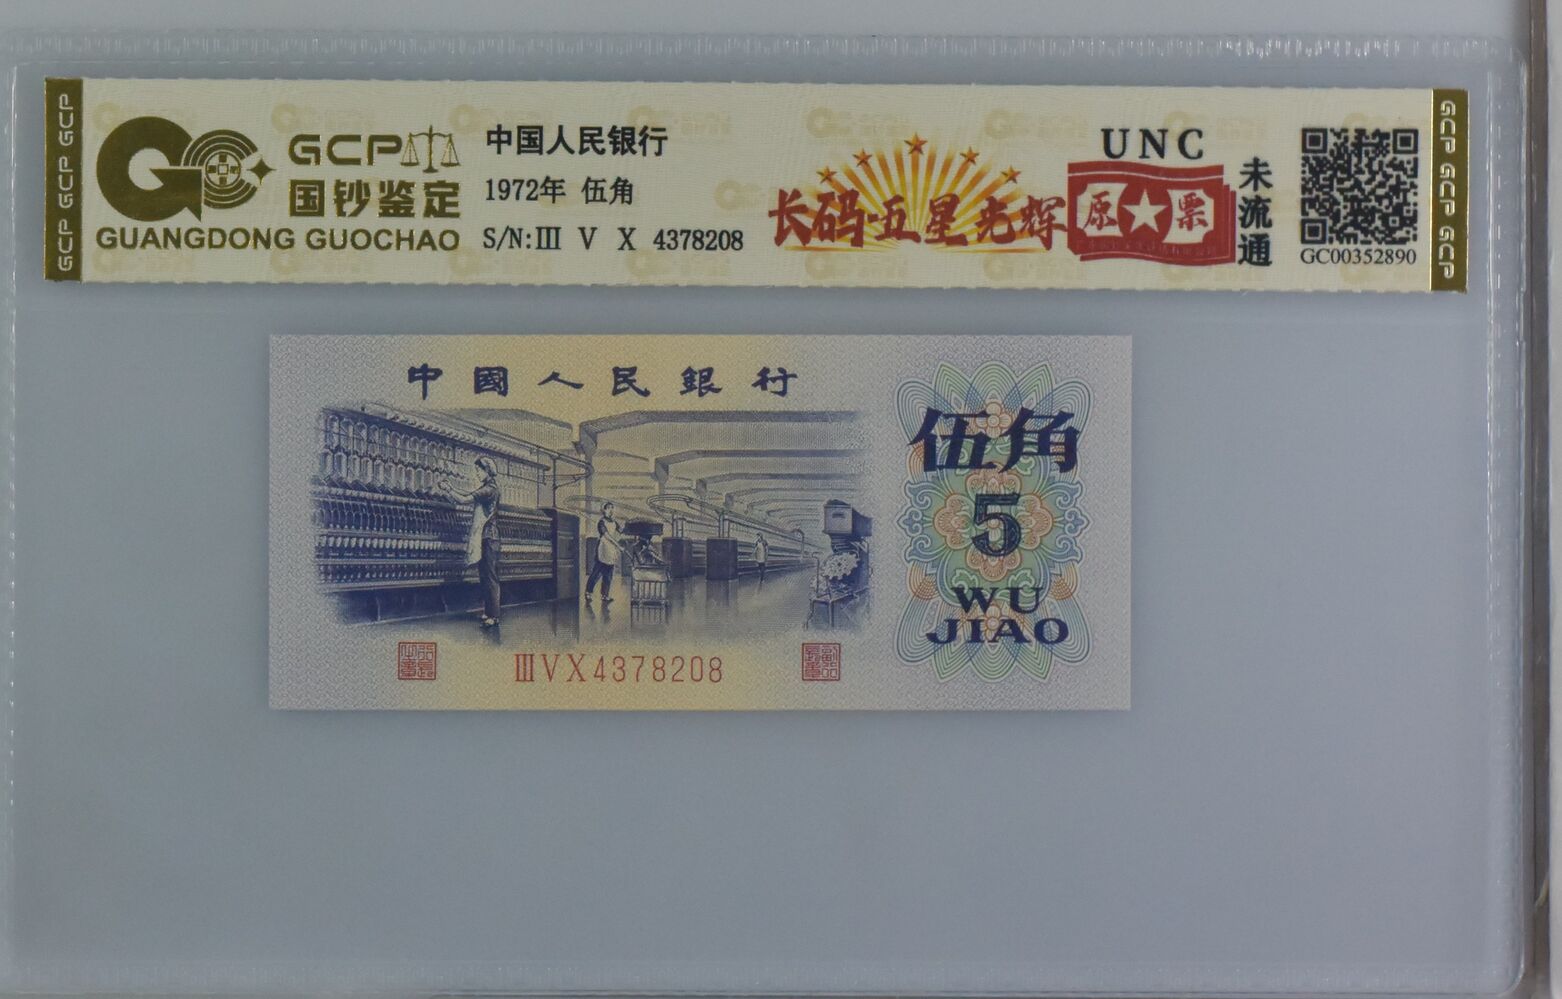 GCP GCP GCP
GCP
国钞鉴定
GUANGDONG GUOCHAO
中国人民银行
1972年 伍角
S/N:Ⅲ V X 4378208
长码·五星光辉
UNC
原★票
未流通
GC00352890
GCP GCP GCP
中國人民銀行
伍角
5
WU
JIAO
ⅢVX4378208